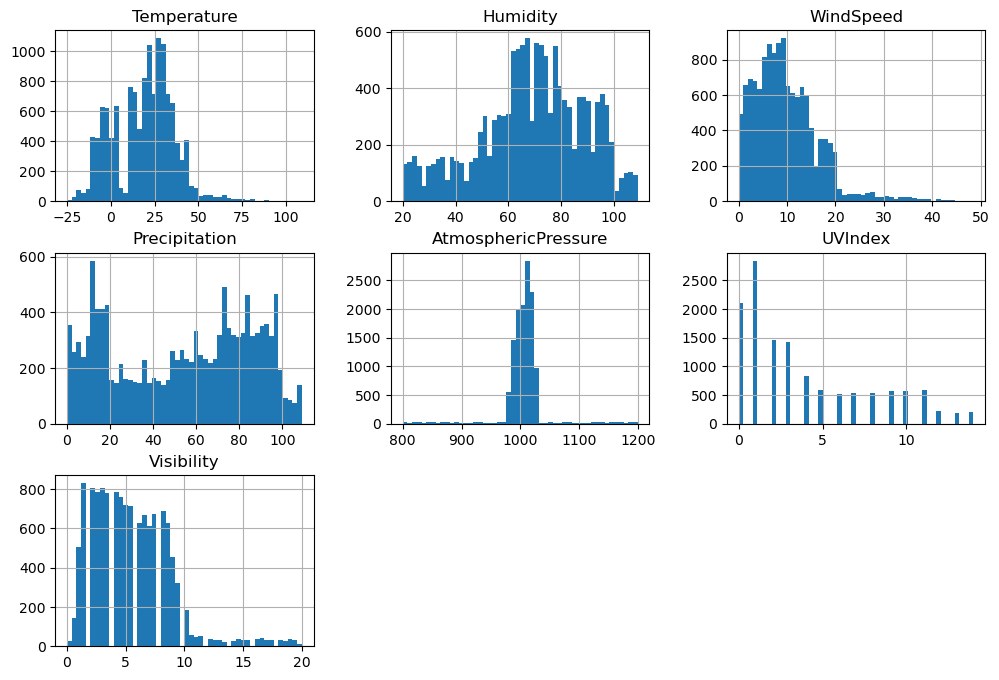 Temperature
1000
800
600
400
200
0
−25 0 25 50 75 100
Humidity
600
400
200
0
20 40 60 80 100
WindSpeed
800
600
400
200
0
0 10 20 30 40 50
Precipitation
600
400
200
0
0 20 40 60 80 100
AtmosphericPressure
2500
2000
1500
1000
500
0
800 900 1000 1100 1200
UVIndex
2500
2000
1500
1000
500
0
0 5 10
Visibility
800
600
400
200
0
0 5 10 15 20